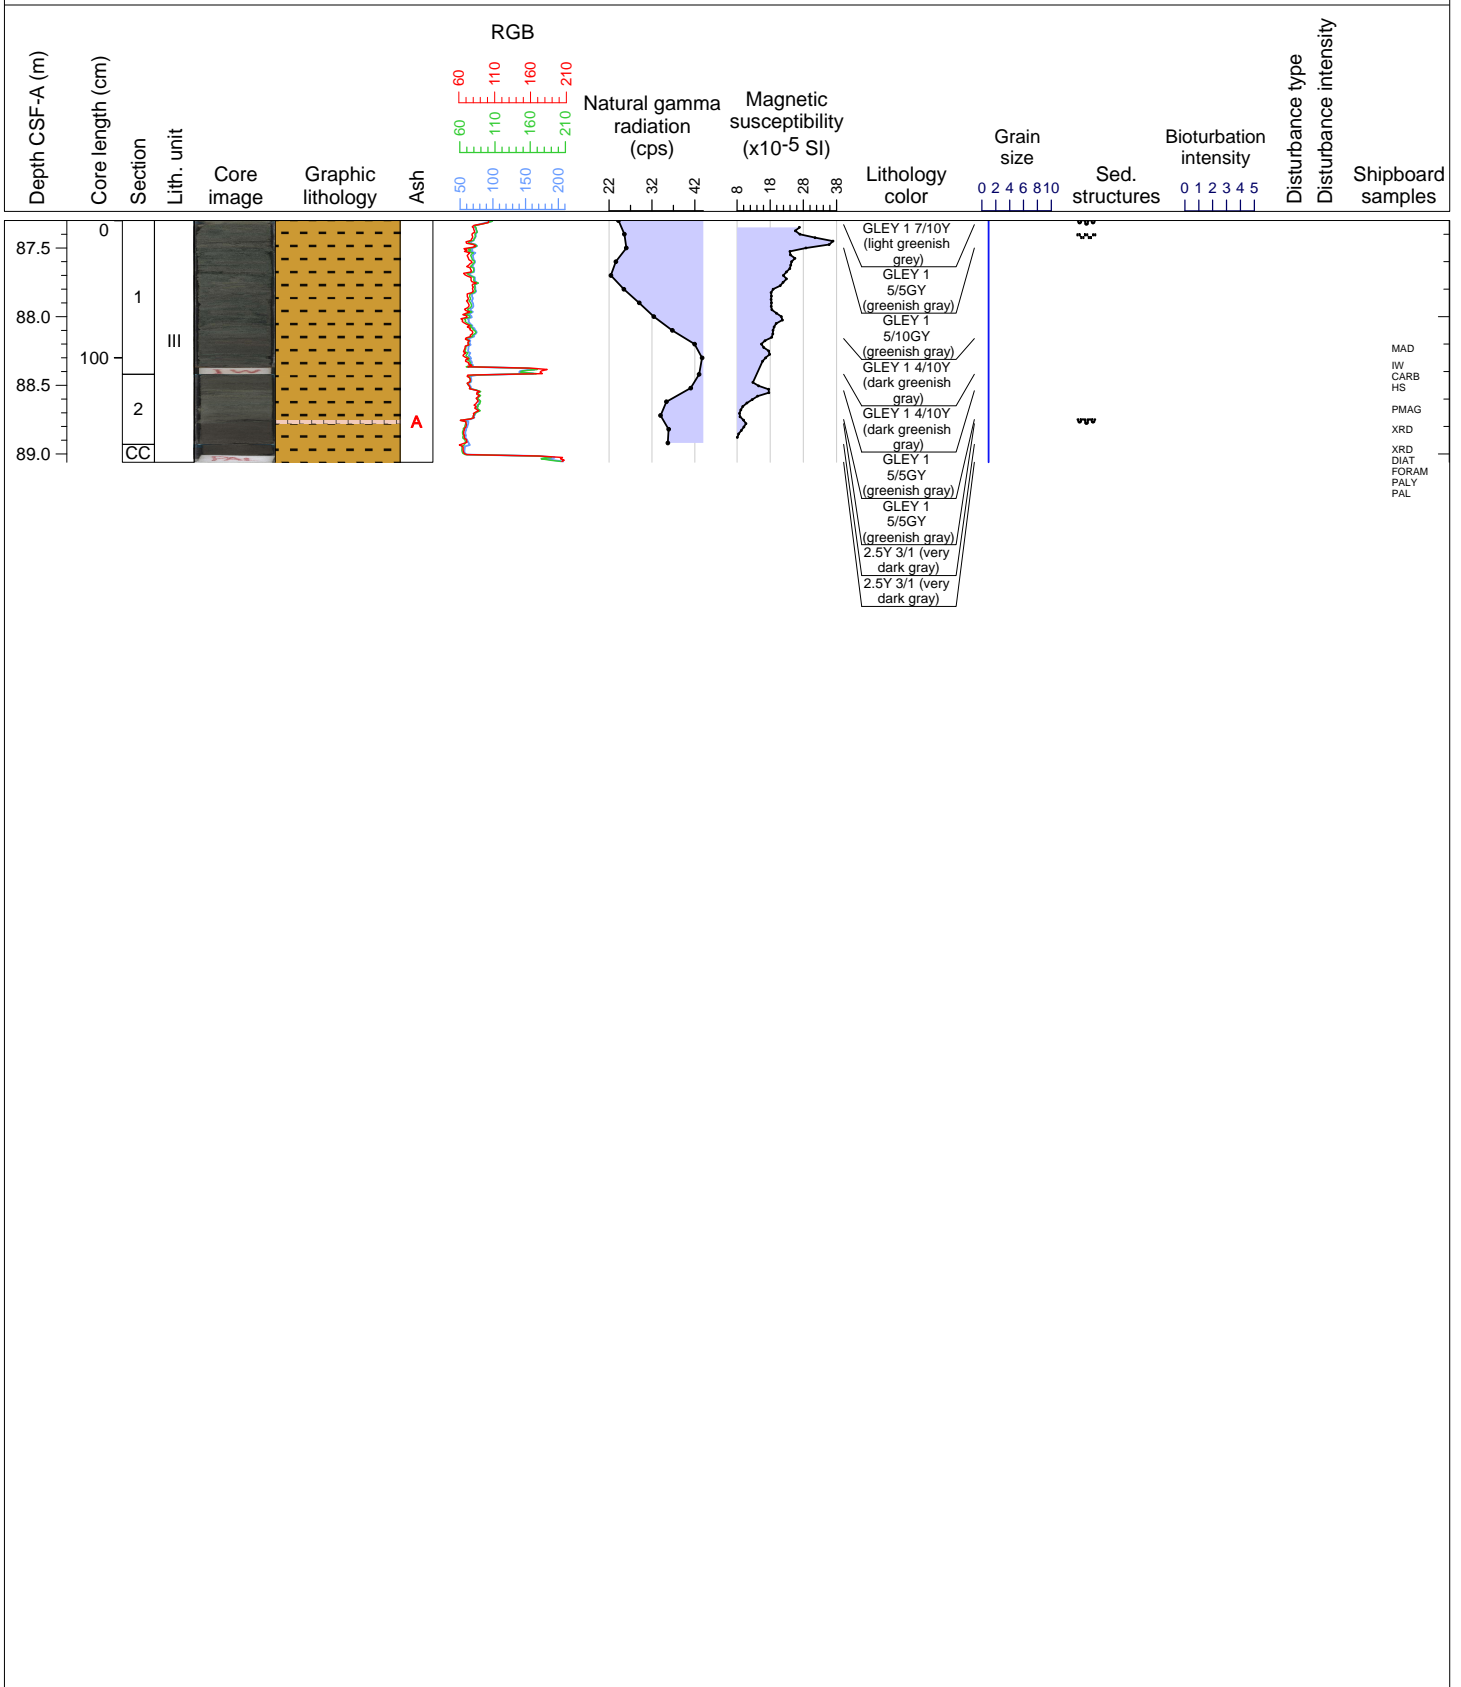 RGB
Depth CSF-A (m)
Core length (cm)
Section
Lith. unit
Core
image
Graphic
lithology
Ash
60 110 160 210
60 110 160 210
50 100 150 200
Natural gamma
radiation
(cps)
22 32 42
Magnetic
susceptibility
(x10-5 SI)
8 18 28 38
Lithology
color
Grain
size
0 2 4 6 8 10
Sed.
structures
Bioturbation
intensity
0 1 2 3 4 5
Disturbance type
Disturbance intensity
Shipboard
samples
87.5
88.0
88.5
89.0
0
100
1
2
CC
III
IW
PAL
A
GLEY 1 7/10Y
(light greenish
grey)
GLEY 1
5/5GY
(greenish gray)
GLEY 1
5/10GY
(greenish gray)
GLEY 1 4/10Y
(dark greenish
gray)
GLEY 1 4/10Y
(dark greenish
gray)
GLEY 1
5/5GY
(greenish gray)
GLEY 1
5/5GY
(greenish gray)
2.5Y 3/1 (very
dark gray)
2.5Y 3/1 (very
dark gray)
MAD
IW
CARB
HS
PMAG
XRD
XRD
DIAT
FORAM
PALY
PAL